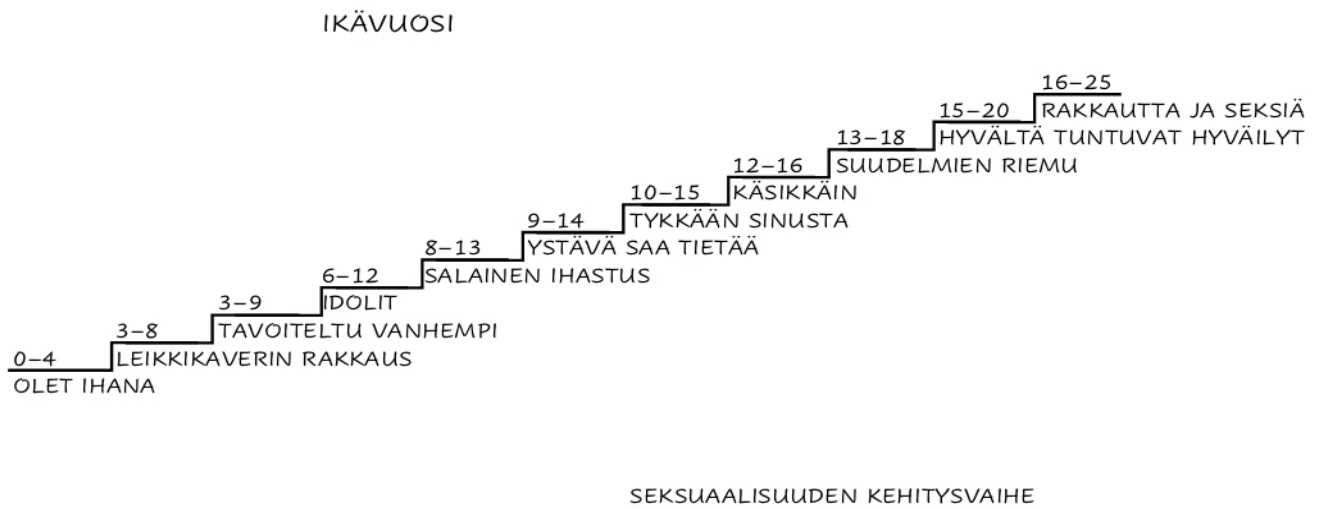 IKÄVUOSI
16–25
RAKKAUTTA JA SEKSIÄ
15–20
HYVÄLTÄ TUNTUVAT HYVÄILYT
13–18
SUUDELMIEN RIEMU
12–16
KÄSIKKÄIN
10–15
TYKKÄÄN SINUSTA
9–14
YSTÄVÄ SAA TIETÄÄ
8–13
SALAINEN IHASTUS
6–12
IDOLIT
3–9
TAVOITELTU VANHEMPI
3–8
LEIKKIKAVERIN RAKKAUS
0–4
OLET IHANA
SEKSUAALISUUDEN KEHITYSVAIHE